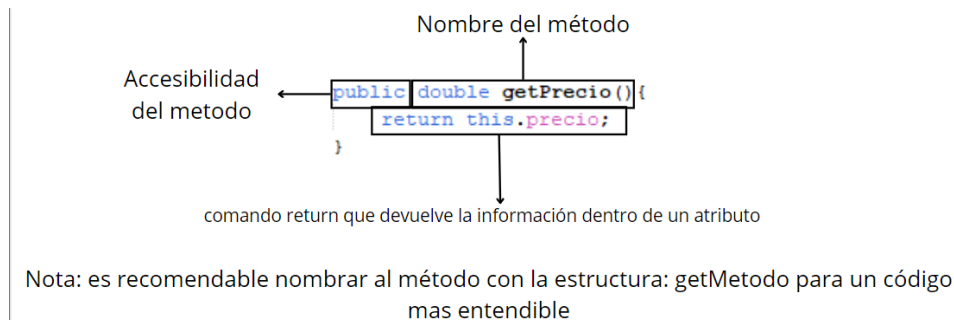 Nombre del método
Accesibilidad
del metodo
public double getPrecio(){
return this.precio;
}
comando return que devuelve la información dentro de un atributo
Nota: es recomendable nombrar al método con la estructura: getMetodo para un código
mas entendible